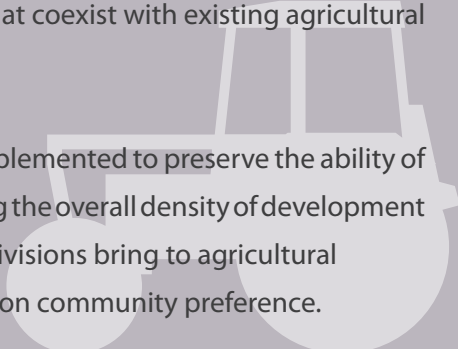 at coexist with existing agricultural
plemented to preserve the ability of
g the overall density of development
ivisions bring to agricultural
on community preference.